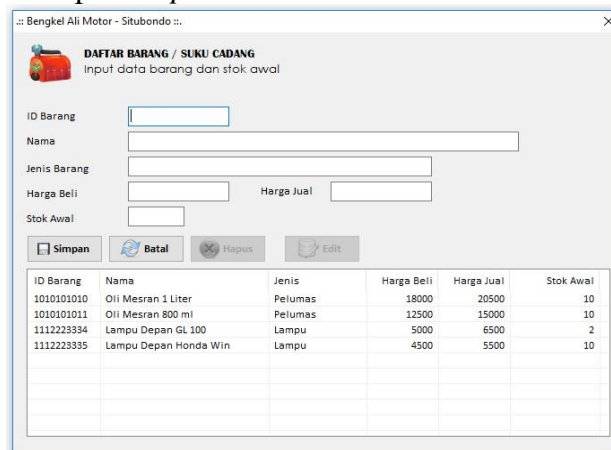 .:: Bengkel Ali Motor - Situbondo ::.
DAFTAR BARANG / SUKU CADANG
Input data barang dan stok awal
ID Barang
Nama
Jenis Barang
Harga Beli Harga Jual
Stok Awal
Simpan Batal Hapus Edit
ID Barang Nama Jenis Harga Beli Harga Jual Stok Awal
1010101010 Oli Mesran 1 Liter Pelumas 18000 20500 10
1010101011 Oli Mesran 800 ml Pelumas 12500 15000 10
1112223334 Lampu Depan GL 100 Lampu 5000 6500 2
1112223335 Lampu Depan Honda Win Lampu 4500 5500 10